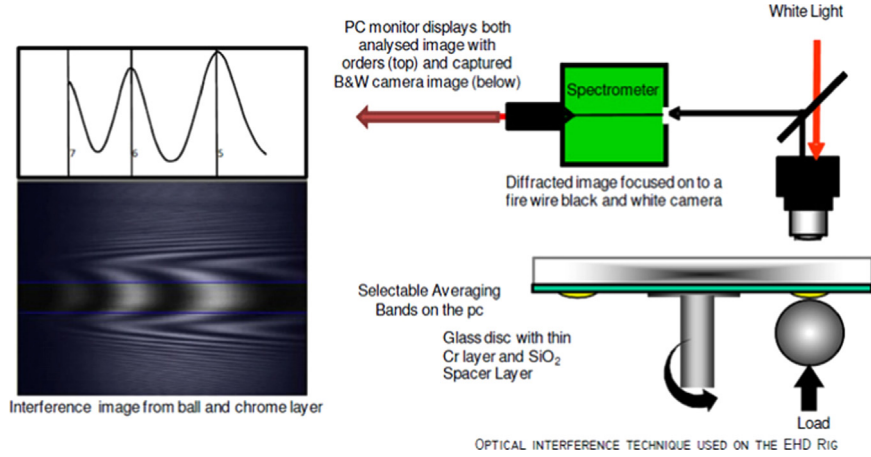 PC monitor displays both
analysed image with
orders (top) and captured
B&W camera image (below)
White Light
Spectrometer
7
6
5
Diffracted image focused on to a
fire wire black and white camera
Selectable Averaging
Bands on the pc
Glass disc with thin
Cr layer and SiO₂
Spacer Layer
Interference image from ball and chrome layer
Load
OPTICAL INTERFERENCE TECHNIQUE USED ON THE EHD RIG